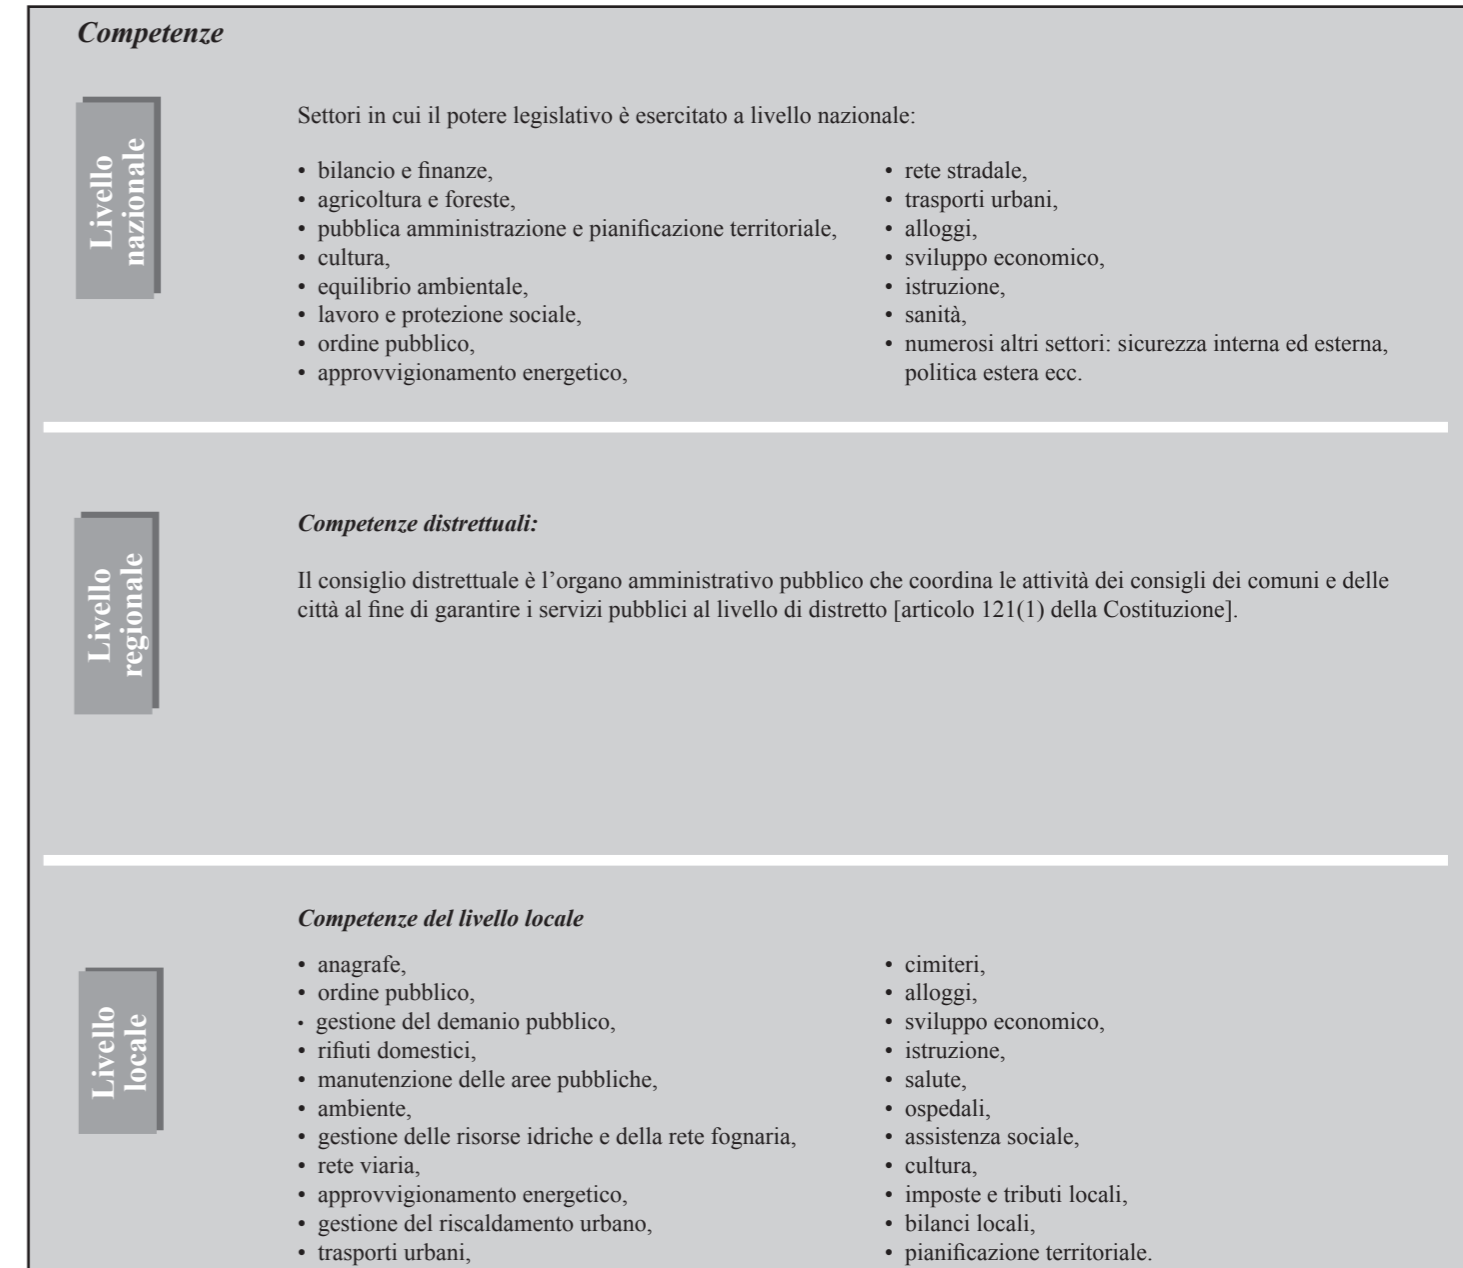 Competenze
Livello
nazionale
Settori in cui il potere legislativo è esercitato a livello nazionale:
• bilancio e finanze,
• agricoltura e foreste,
• pubblica amministrazione e pianificazione territoriale,
• cultura,
• equilibrio ambientale,
• lavoro e protezione sociale,
• ordine pubblico,
• approvvigionamento energetico,
• rete stradale,
• trasporti urbani,
• alloggi,
• sviluppo economico,
• istruzione,
• sanità,
• numerosi altri settori: sicurezza interna ed esterna,
politica estera ecc.
Livello
regionale
Competenze distrettuali:
Il consiglio distrettuale è l’organo amministrativo pubblico che coordina le attività dei consigli dei comuni e delle
città al fine di garantire i servizi pubblici al livello di distretto [articolo 121(1) della Costituzione].
Livello
locale
Competenze del livello locale
• anagrafe,
• ordine pubblico,
• gestione del demanio pubblico,
• rifiuti domestici,
• manutenzione delle aree pubbliche,
• ambiente,
• gestione delle risorse idriche e della rete fognaria,
• rete viaria,
• approvvigionamento energetico,
• gestione del riscaldamento urbano,
• trasporti urbani,
• cimiteri,
• alloggi,
• sviluppo economico,
• istruzione,
• salute,
• ospedali,
• assistenza sociale,
• cultura,
• imposte e tributi locali,
• bilanci locali,
• pianificazione territoriale.